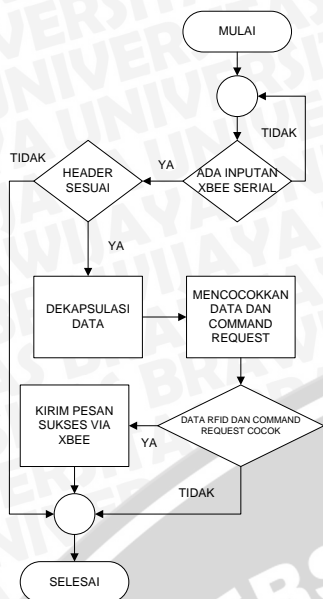 MULAI
TIDAK
ADA INPUTAN
XBEE SERIAL
YA
HEADER
SESUAI
TIDAK
YA
DEKAPSULASI
DATA
MENCOCOKKAN
DATA DAN
COMMAND
REQUEST
DATA RFID DAN COMMAND
REQUEST COCOK
YA
KIRIM PESAN
SUKSES VIA
XBEE
TIDAK
SELESAI